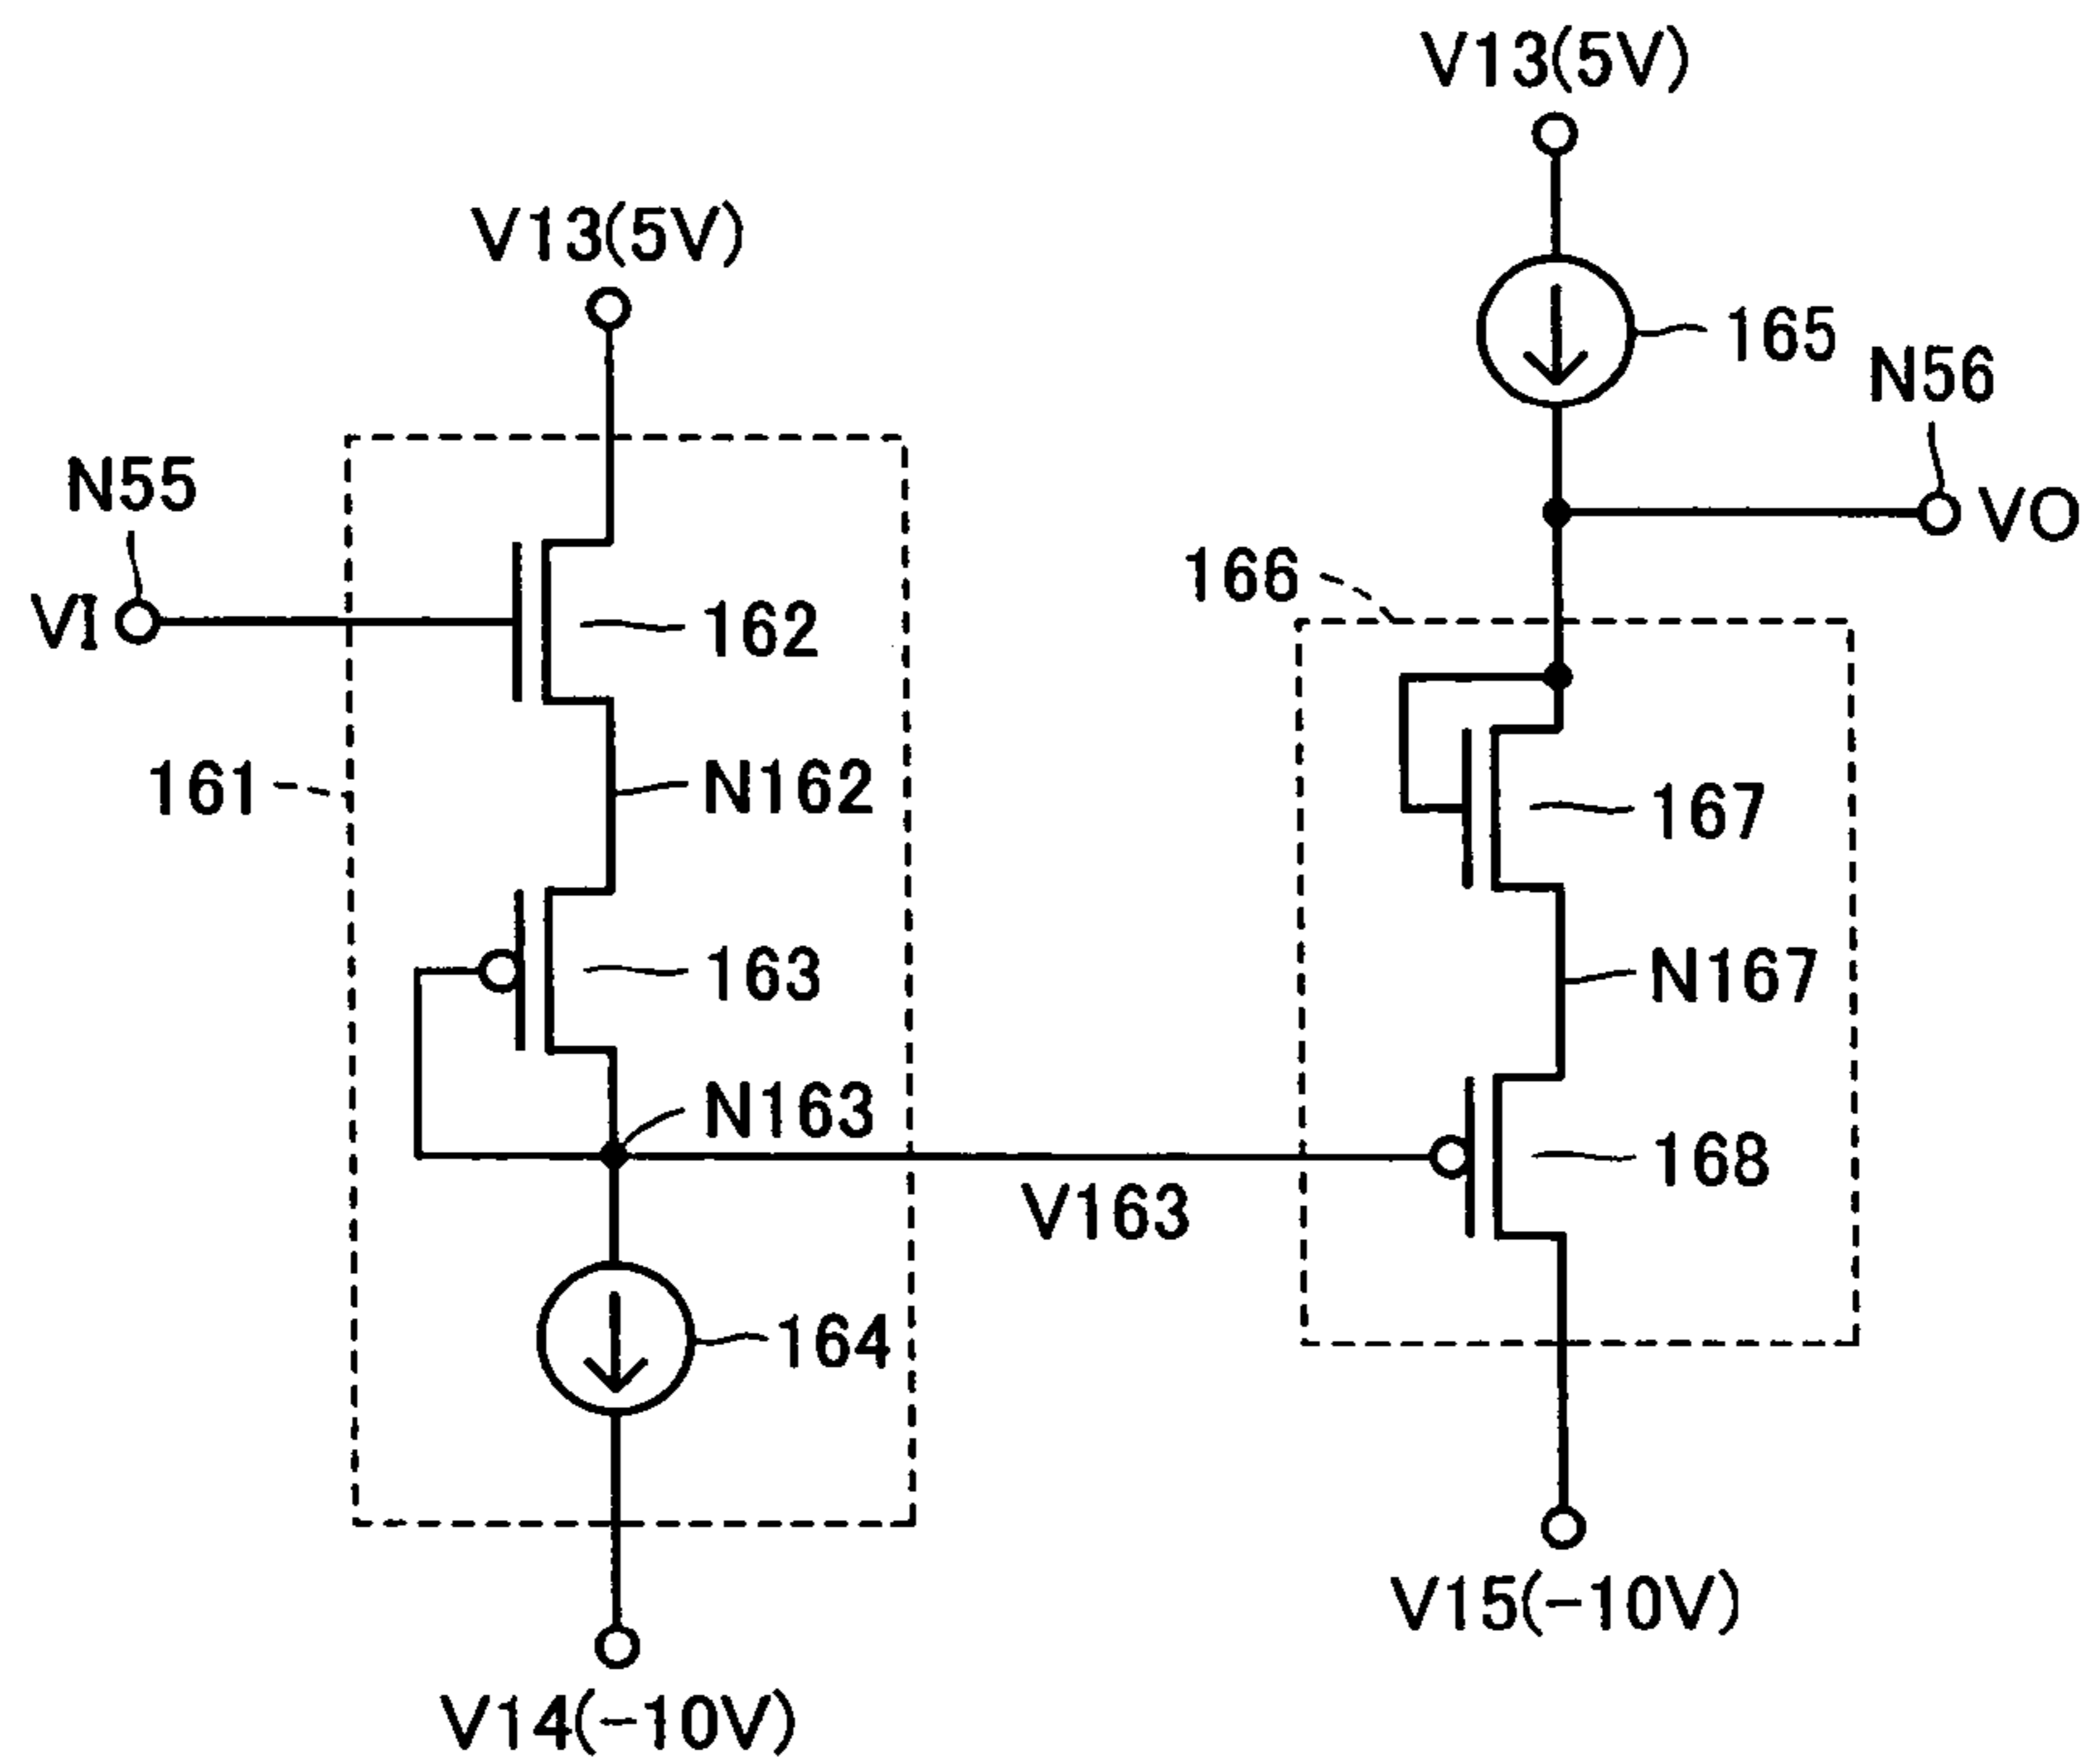 V13(5V)
V13(5V)
165
N56
N55
VO
166
VI
162
161
N162
167
163
N167
N163
168
V163
164
V15(-10V)
V14(-10V)